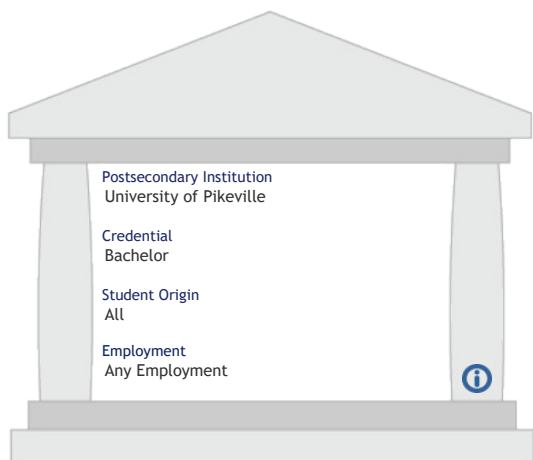 Postsecondary Institution
University of Pikeville
Credential
Bachelor
Student Origin
All
Employment
Any Employment